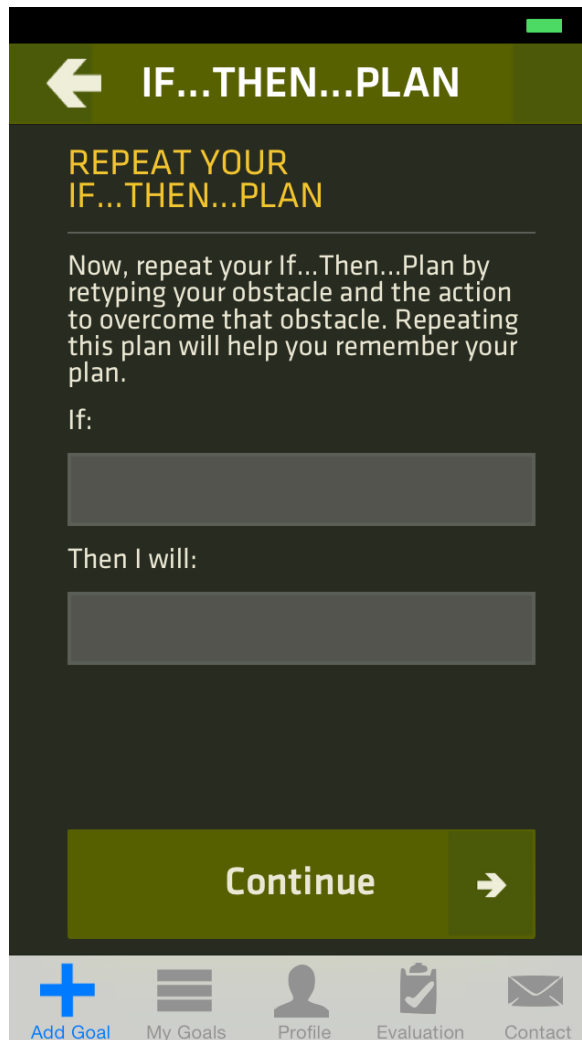 IF...THEN...PLAN
REPEAT YOUR
IF...THEN...PLAN
Now, repeat your If...Then...Plan by
retyping your obstacle and the action
to overcome that obstacle. Repeating
this plan will help you remember your
plan.
If:
Then I will:
Continue
Add Goal My Goals Profile Evaluation Contact